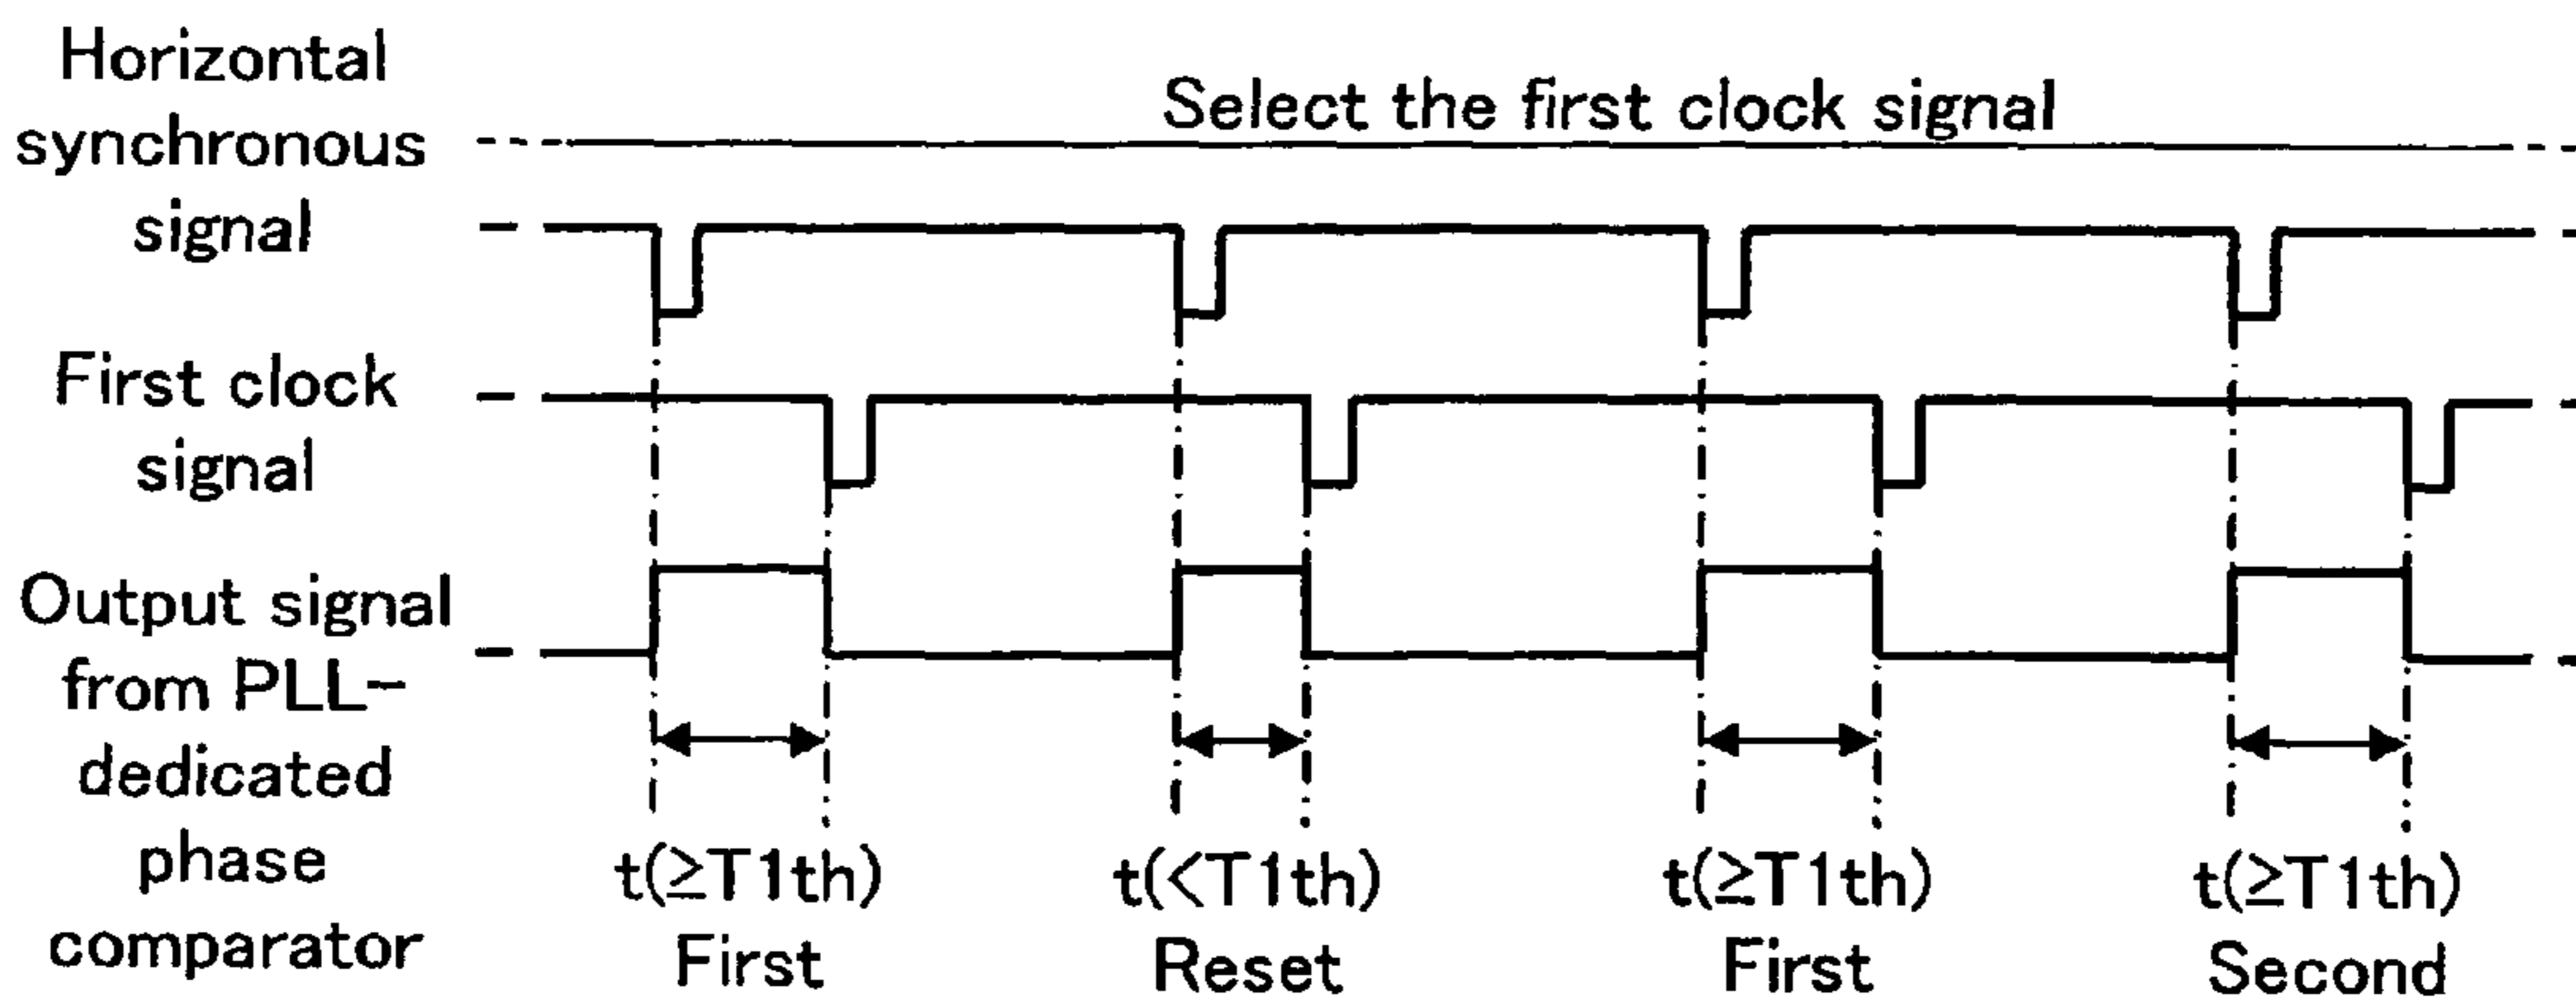 Horizontal
synchronous
signal
Select the first clock signal
First clock
signal
Output signal
from PLL-
dedicated
phase
comparator
t(≥T1th)
First
t(<T1th)
Reset
t(≥T1th)
First
t(≥T1th)
Second